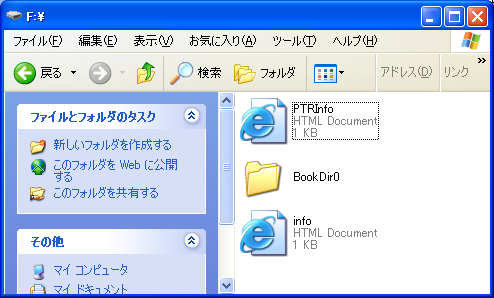 F:¥
ファイル(F) 編集(E) 表示(V) お気に入り(A) ツール(T) ヘルプ(H)
戻る 検索 フォルダ アドレス(D) リンク »
ファイルとフォルダのタスク
新しいフォルダを作成する
このフォルダを Web に公開
する
このフォルダを共有する
その他
マイ コンピュータ
マイ ドキュメント
PTRInfo
HTML Document
1 KB
BookDir0
info
HTML Document
1 KB